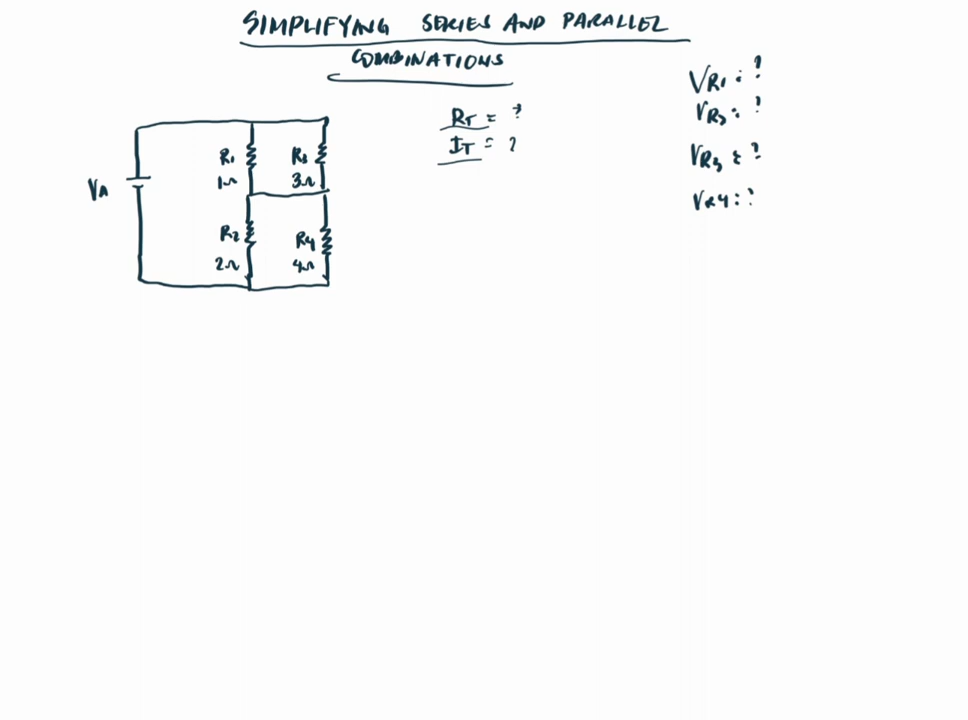 SIMPLIFYING SERIES AND PARALLEL
COMBINATIONS
RT = ?
IT = ?
VR1 : ?
VR2 : ?
VR3 : ?
VR4 : ?
VA
R1
1Ω
R3
3Ω
R2
2Ω
R4
4Ω